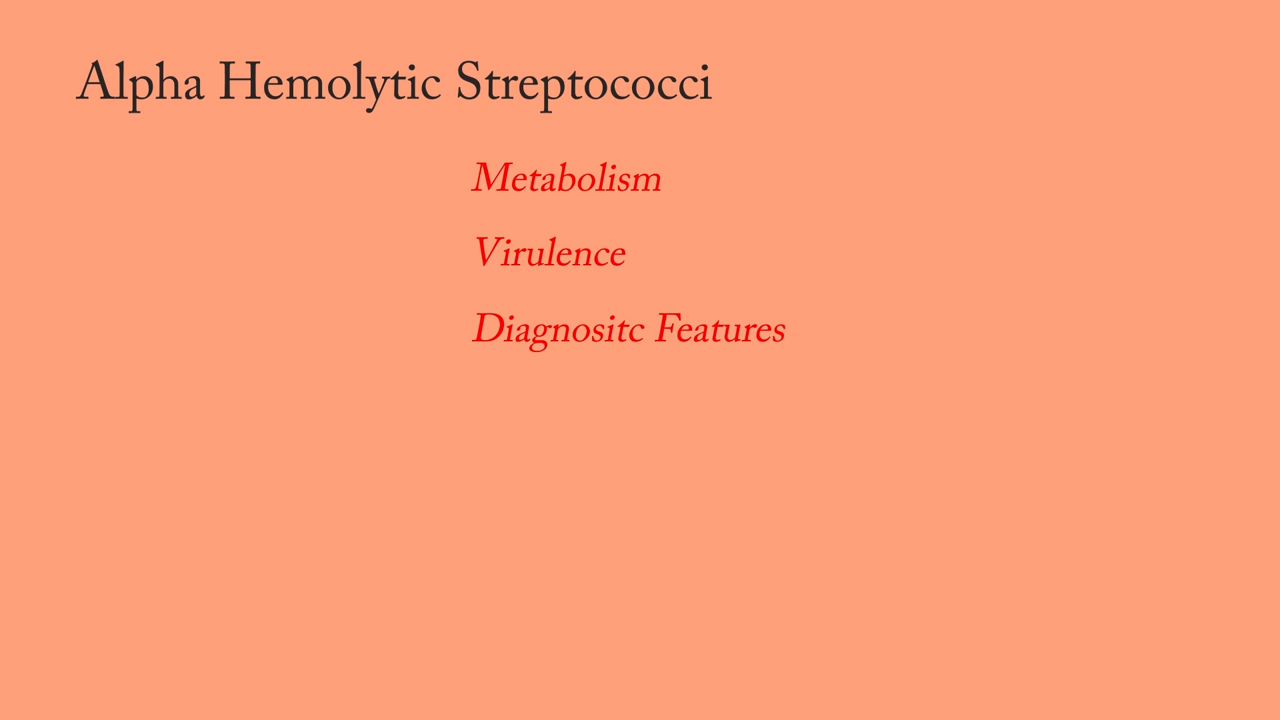 Alpha Hemolytic Streptococci
Metabolism
Virulence
Diagnositc Features